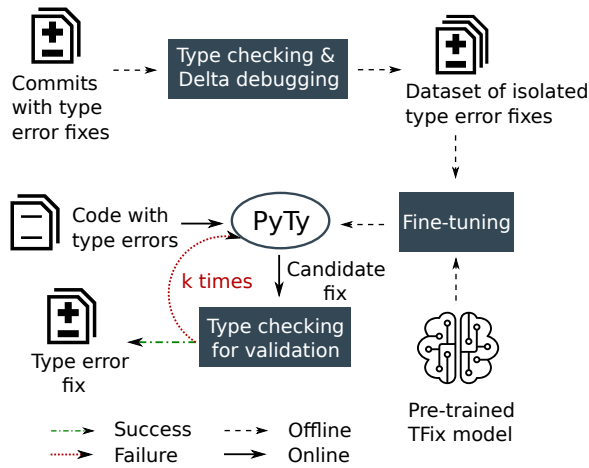 Commits
with type
error fixes
Type checking &
Delta debugging
Dataset of isolated
type error fixes
Code with
type errors
PyTy
Fine-tuning
k times
Candidate
fix
Type checking
for validation
Type error
fix
Pre-trained
TFix model
Success
Offline
Failure
Online